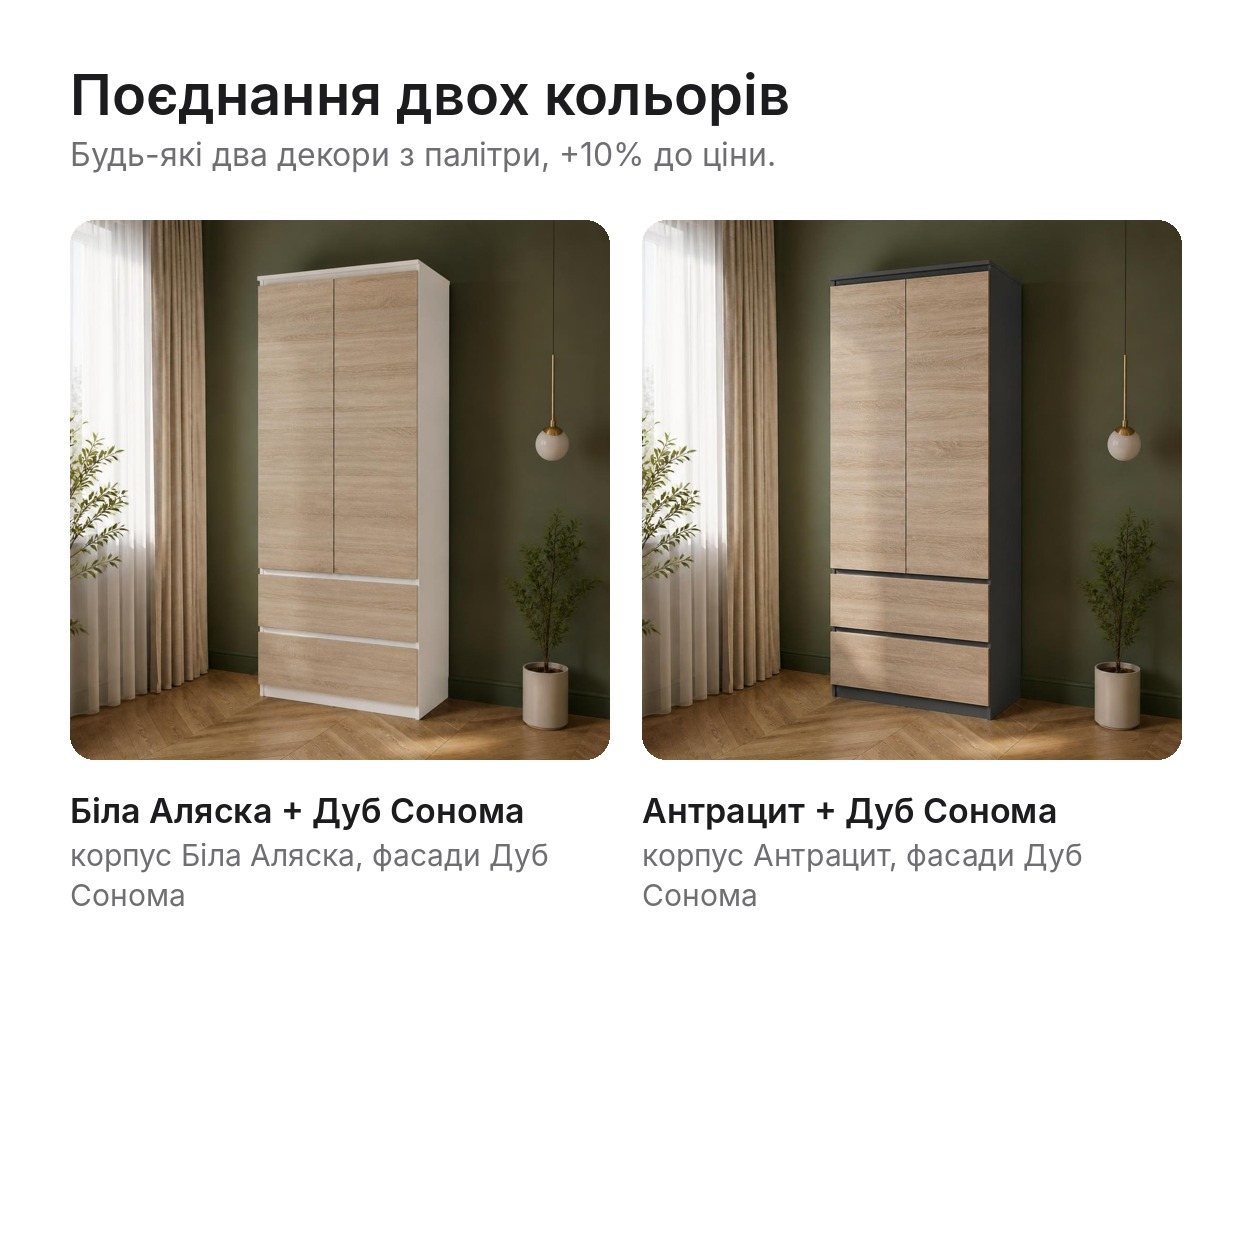 Поєднання двох кольорів
Будь-які два декори з палітри, +10% до ціни.
Біла Аляска + Дуб Сонома
корпус Біла Аляска, фасади Дуб
Сонома
Антрацит + Дуб Сонома
корпус Антрацит, фасади Дуб
Сонома